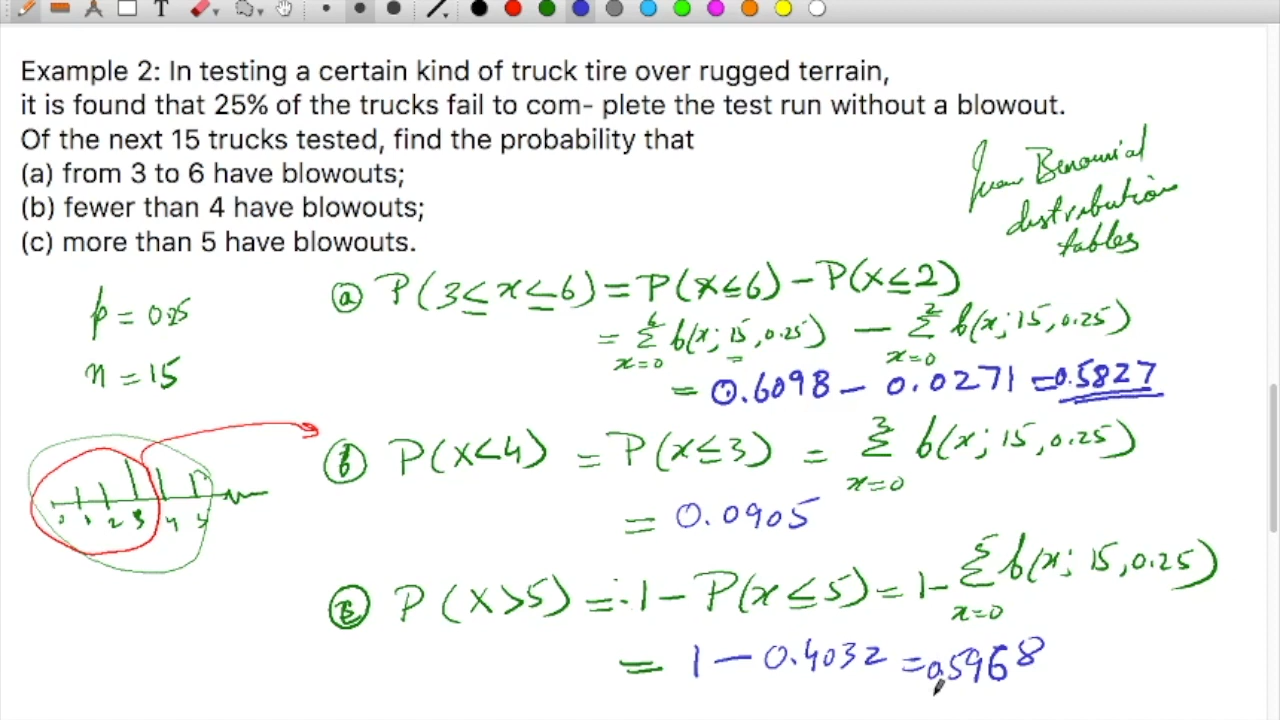 T
Example 2: In testing a certain kind of truck tire over rugged terrain,
it is found that 25% of the trucks fail to com- plete the test run without a blowout.
Of the next 15 trucks tested, find the probability that
(a) from 3 to 6 have blowouts;
(b) fewer than 4 have blowouts;
(c) more than 5 have blowouts.
Benomial
distribution
tables
p = 0.25
n = 15
ⓐ P(3 ≤ x ≤ 6) = P(x ≤ 6) − P(x ≤ 2)
= 6 Σ x=0 b(x; 15, 0.25) − 2 Σ x=0 b(x; 15, 0.25)
= 0.6098 − 0.0271 = 0.5827
ⓑ P(x < 4) = P(x ≤ 3) = 3 Σ x=0 b(x; 15, 0.25)
= 0.0905
0 1 2 3 4 5
ⓒ P(X > 5) = 1 − P(x ≤ 5) = 1 − 5 Σ x=0 b(x; 15, 0.25)
= 1 − 0.4032 = 0.5968